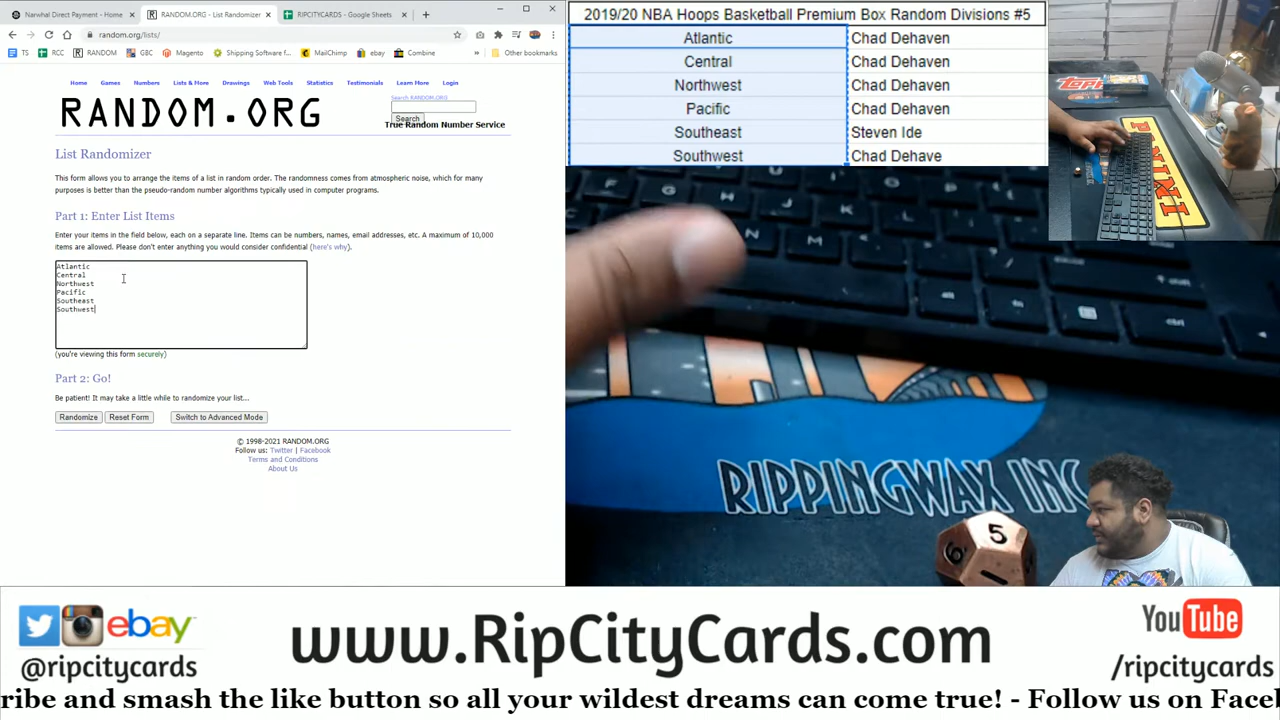 Narwhal Direct Payment - Home
RANDOM.ORG - List Randomizer
RIPCITYCARDS - Google Sheets
random.org/lists/
TS
RCC
RANDOM
GBC
Magento
Shipping Software f...
MailChimp
ebay
Combine
Other bookmarks
Home
Games
Numbers
Lists & More
Drawings
Web Tools
Statistics
Testimonials
Learn More
Login
RANDOM.ORG
Search RANDOM.ORG
Search
True Random Number Service
List Randomizer
This form allows you to arrange the items of a list in random order. The randomness comes from atmospheric noise, which for many
purposes is better than the pseudo-random number algorithms typically used in computer programs.
Part 1: Enter List Items
Enter your items in the field below, each on a separate line. Items can be numbers, names, email addresses, etc. A maximum of 10,000
items are allowed. Please don't enter anything you would consider confidential (here's why).
Atlantic
Central
Northwest
Pacific
Southeast
Southwest
(you're viewing this form securely)
Part 2: Go!
Be patient! It may take a little while to randomize your list...
Randomize
Reset Form
Switch to Advanced Mode
© 1998-2021 RANDOM.ORG
Follow us: Twitter | Facebook
Terms and Conditions
About Us
2019/20 NBA Hoops Basketball Premium Box Random Divisions #5
Atlantic Chad Dehaven
Central Chad Dehaven
Northwest Chad Dehaven
Pacific Chad Dehaven
Southeast Steven Ide
Southwest Chad Dehave
TOPPS
PANINI
F G H J K L
N M
ctrl
RIPPINGWAX INC
5
6
ebay
@ripcitycards
www.RipCityCards.com
YouTube
/ripcitycards
ribe and smash the like button so all your wildest dreams can come true! - Follow us on Faceb